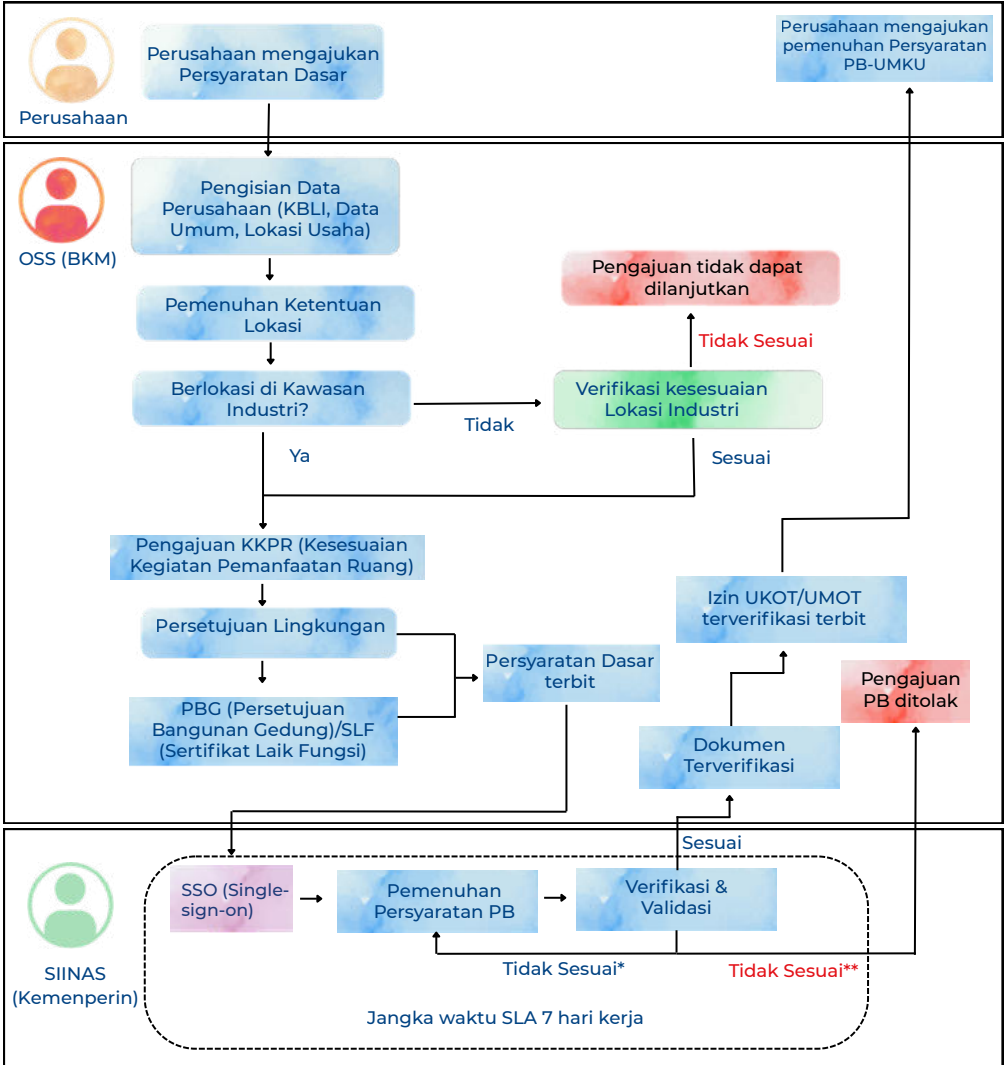 Perusahaan
Perusahaan mengajukan
Persyaratan Dasar
Perusahaan mengajukan
pemenuhan Persyaratan
PB-UMKU
OSS (BKM)
Pengisian Data
Perusahaan (KBLI, Data
Umum, Lokasi Usaha)
Pemenuhan Ketentuan
Lokasi
Berlokasi di Kawasan
Industri?
Tidak
Ya
Verifikasi kesesuaian
Lokasi Industri
Tidak Sesuai
Pengajuan tidak dapat
dilanjutkan
Sesuai
Pengajuan KKPR (Kesesuaian
Kegiatan Pemanfaatan Ruang)
Persetujuan Lingkungan
PBG (Persetujuan
Bangunan Gedung)/SLF
(Sertifikat Laik Fungsi)
Persyaratan Dasar
terbit
Izin UKOT/UMOT
terverifikasi terbit
Pengajuan
PB ditolak
Dokumen
Terverifikasi
Sesuai
SIINAS
(Kemenperin)
SSO (Single-
sign-on)
Pemenuhan
Persyaratan PB
Verifikasi &
Validasi
Tidak Sesuai*
Tidak Sesuai**
Jangka waktu SLA 7 hari kerja